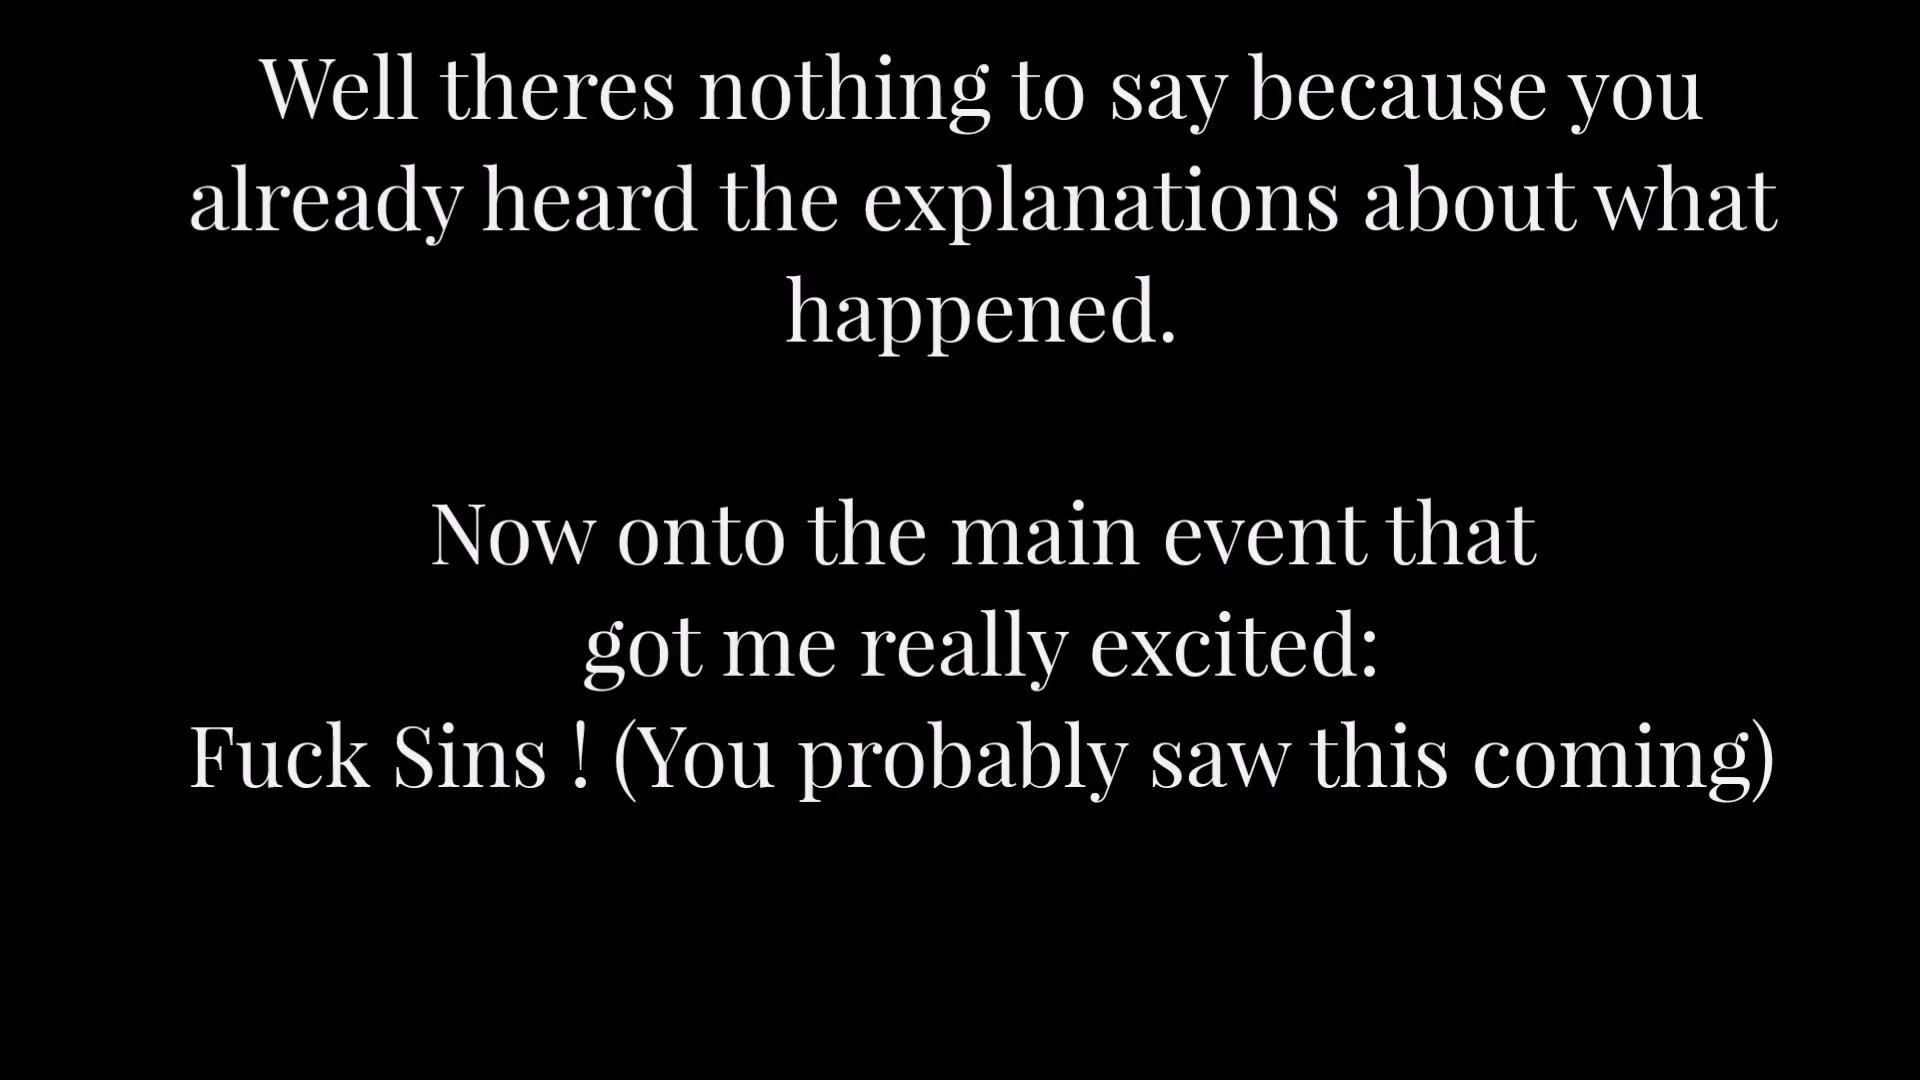 Well theres nothing to say because you
already heard the explanations about what
happened.
Now onto the main event that
got me really excited:
Fuck Sins ! (You probably saw this coming)